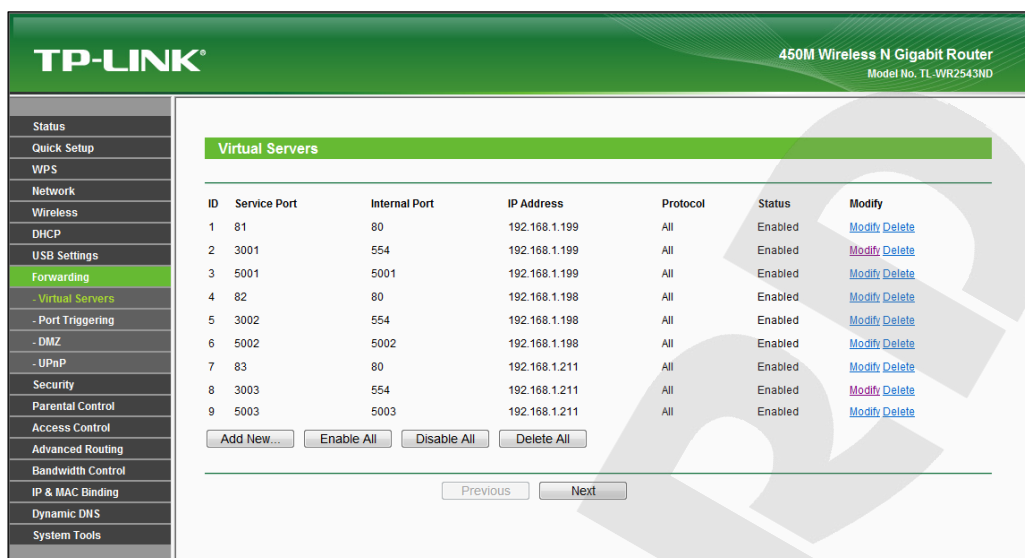 TP-LINK®
450M Wireless N Gigabit Router
Model No. TL-WR2543ND
Status
Quick Setup
WPS
Network
Wireless
DHCP
USB Settings
Forwarding
- Virtual Servers
- Port Triggering
- DMZ
- UPnP
Security
Parental Control
Access Control
Advanced Routing
Bandwidth Control
IP & MAC Binding
Dynamic DNS
System Tools
Virtual Servers
ID Service Port Internal Port IP Address Protocol Status Modify
1 81 80 192.168.1.199 All Enabled Modify Delete
2 3001 554 192.168.1.199 All Enabled Modify Delete
3 5001 5001 192.168.1.199 All Enabled Modify Delete
4 82 80 192.168.1.198 All Enabled Modify Delete
5 3002 554 192.168.1.198 All Enabled Modify Delete
6 5002 5002 192.168.1.198 All Enabled Modify Delete
7 83 80 192.168.1.211 All Enabled Modify Delete
8 3003 554 192.168.1.211 All Enabled Modify Delete
9 5003 5003 192.168.1.211 All Enabled Modify Delete
Add New... Enable All Disable All Delete All
Previous Next